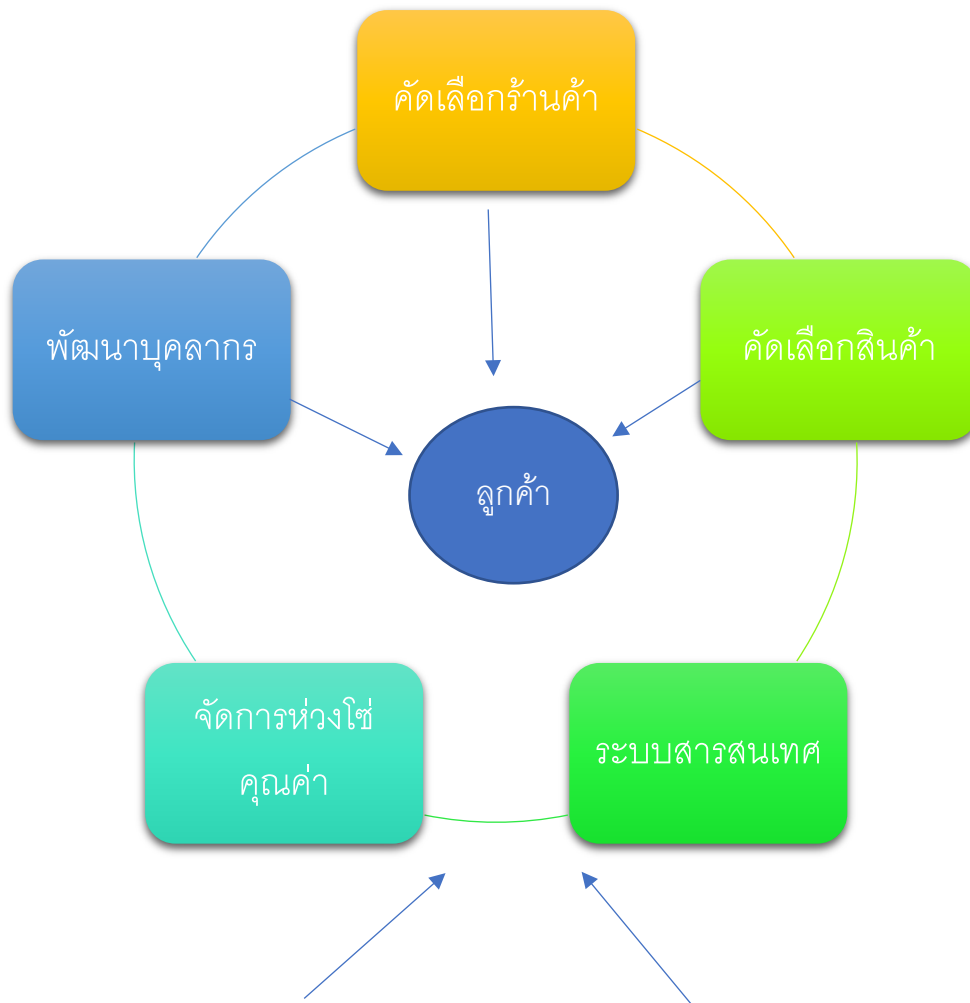 คัดเลือกร้านค้า
พัฒนาบุคลากร
คัดเลือกสินค้า
ลูกค้า
จัดการห่วงโซ่
คุณค่า
ระบบสารสนเทศ